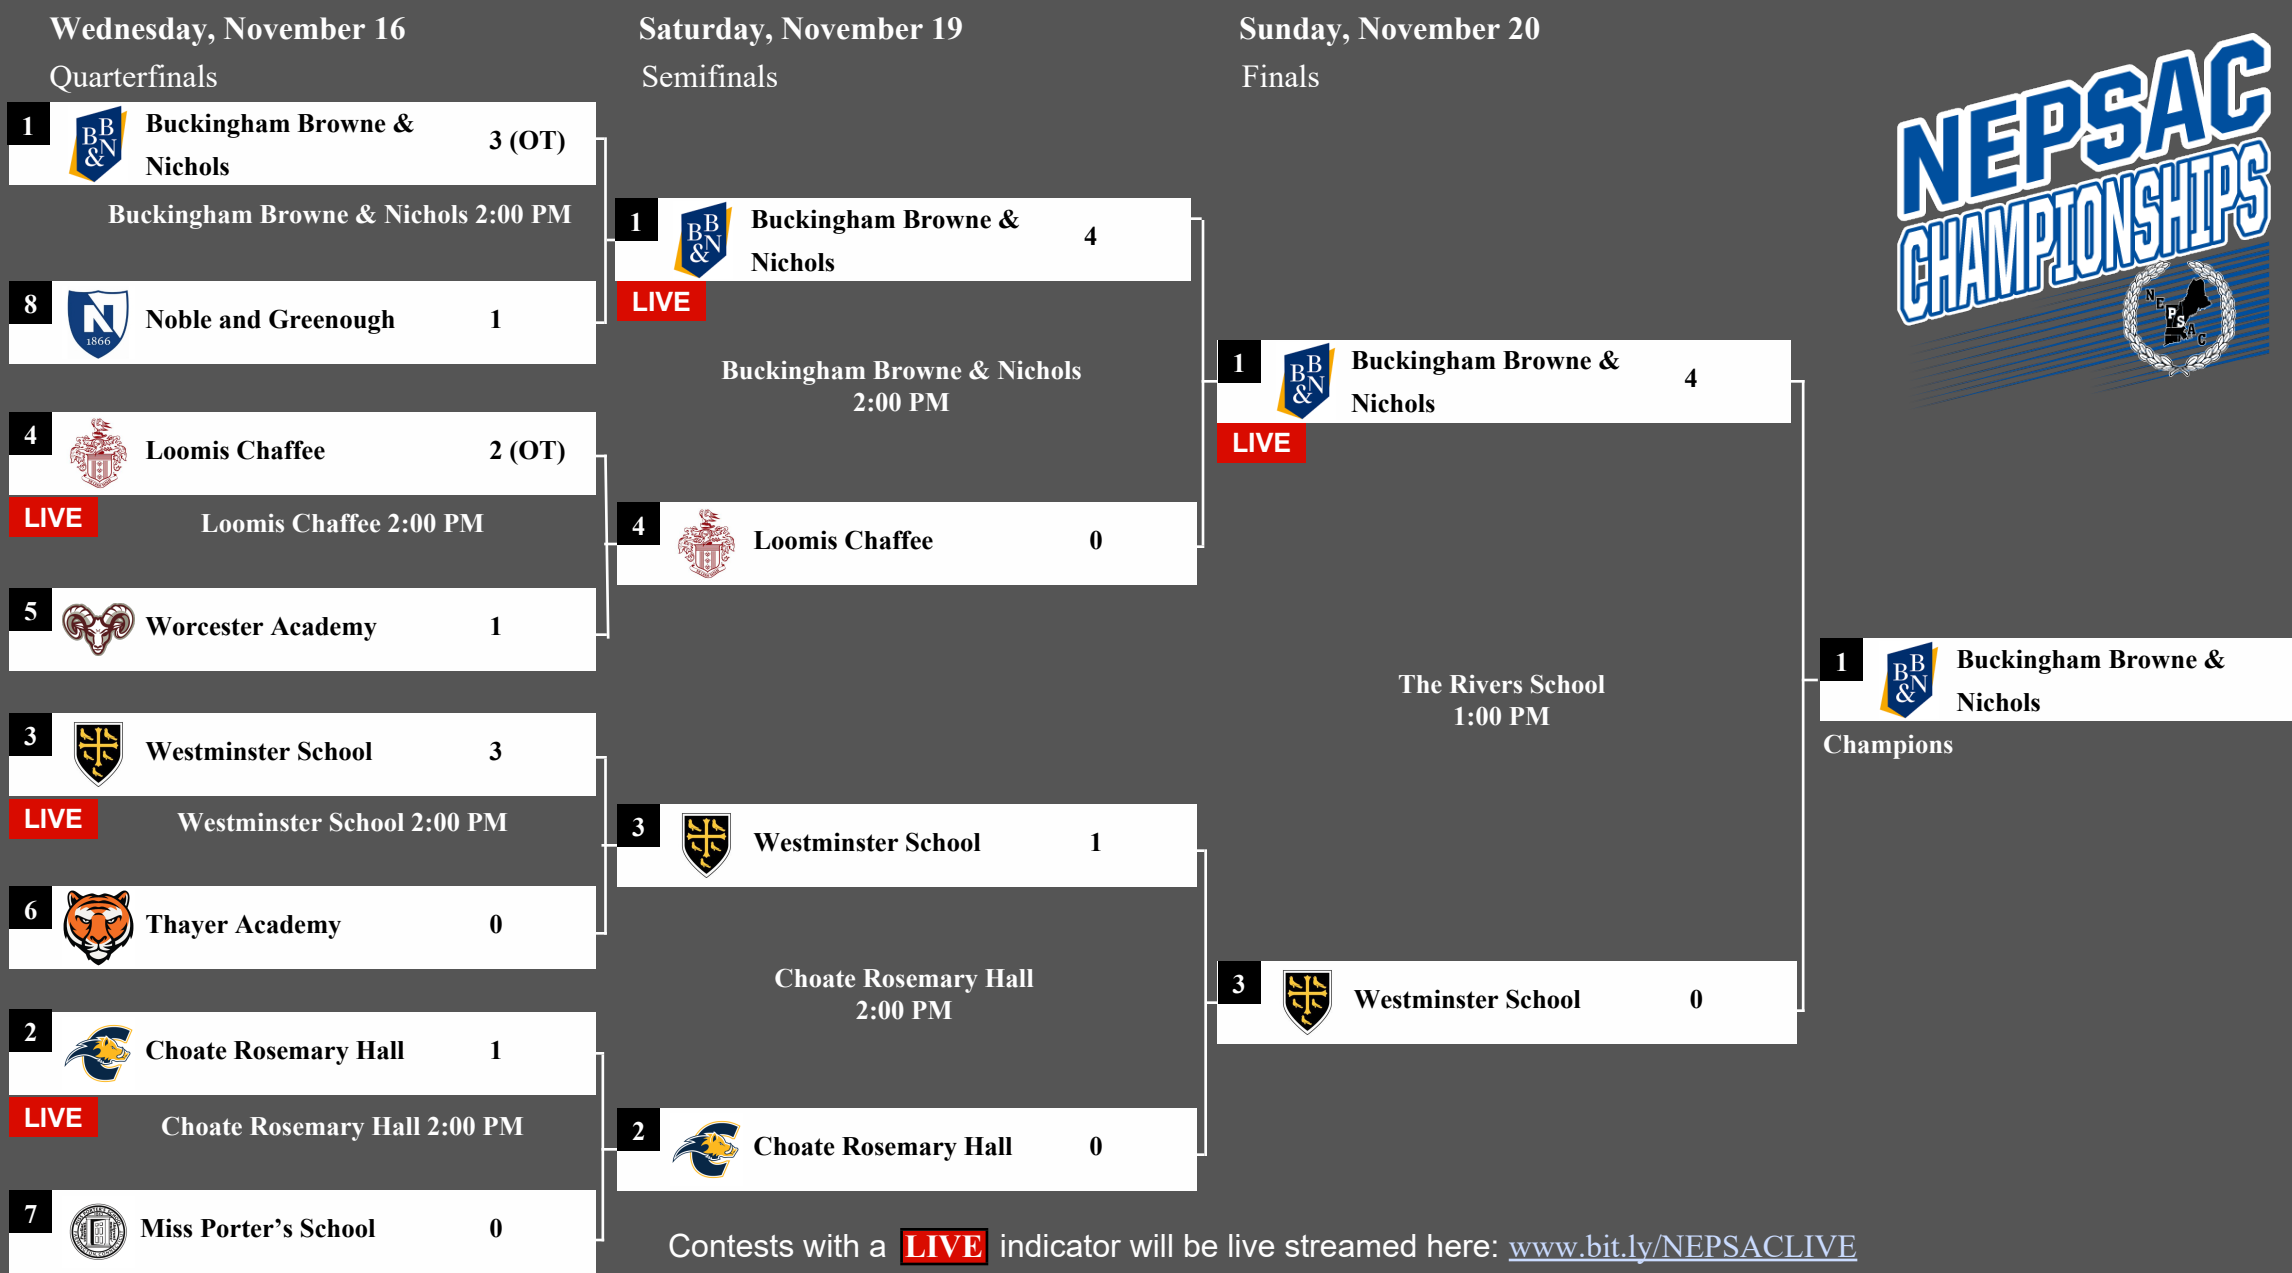 Wednesday, November 16
Quarterfinals
Saturday, November 19
Semifinals
Sunday, November 20
Finals
NEPSAC
CHAMPIONSHIPS
NEPSAC
1
BB&N
Buckingham Browne &
Nichols
3 (OT)
Buckingham Browne & Nichols 2:00 PM
8
N
1866
Noble and Greenough
1
4
Loomis Chaffee
2 (OT)
LIVE
Loomis Chaffee 2:00 PM
5
Worcester Academy
1
3
Westminster School
3
LIVE
Westminster School 2:00 PM
6
Thayer Academy
0
2
Choate Rosemary Hall
1
LIVE
Choate Rosemary Hall 2:00 PM
7
Miss Porter’s School
0
1
BB&N
Buckingham Browne &
Nichols
4
LIVE
Buckingham Browne & Nichols
2:00 PM
4
Loomis Chaffee
0
3
Westminster School
1
Choate Rosemary Hall
2:00 PM
2
Choate Rosemary Hall
0
1
BB&N
Buckingham Browne &
Nichols
4
LIVE
The Rivers School
1:00 PM
3
Westminster School
0
1
BB&N
Buckingham Browne &
Nichols
Champions
Contests with a LIVE indicator will be live streamed here: www.bit.ly/NEPSACLIVE